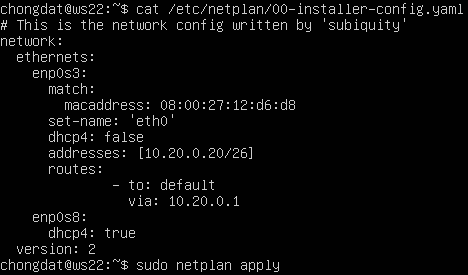 chongdat@ws22:~$ cat /etc/netplan/00-installer-config.yaml
# This is the network config written by 'subiquity'
network:
  ethernets:
    enp0s3:
      match:
        macaddress: 08:00:27:12:d6:d8
      set-name: 'eth0'
      dhcp4: false
      addresses: [10.20.0.20/26]
      routes:
              - to: default
                via: 10.20.0.1
    enp0s8:
      dhcp4: true
  version: 2
chongdat@ws22:~$ sudo netplan apply